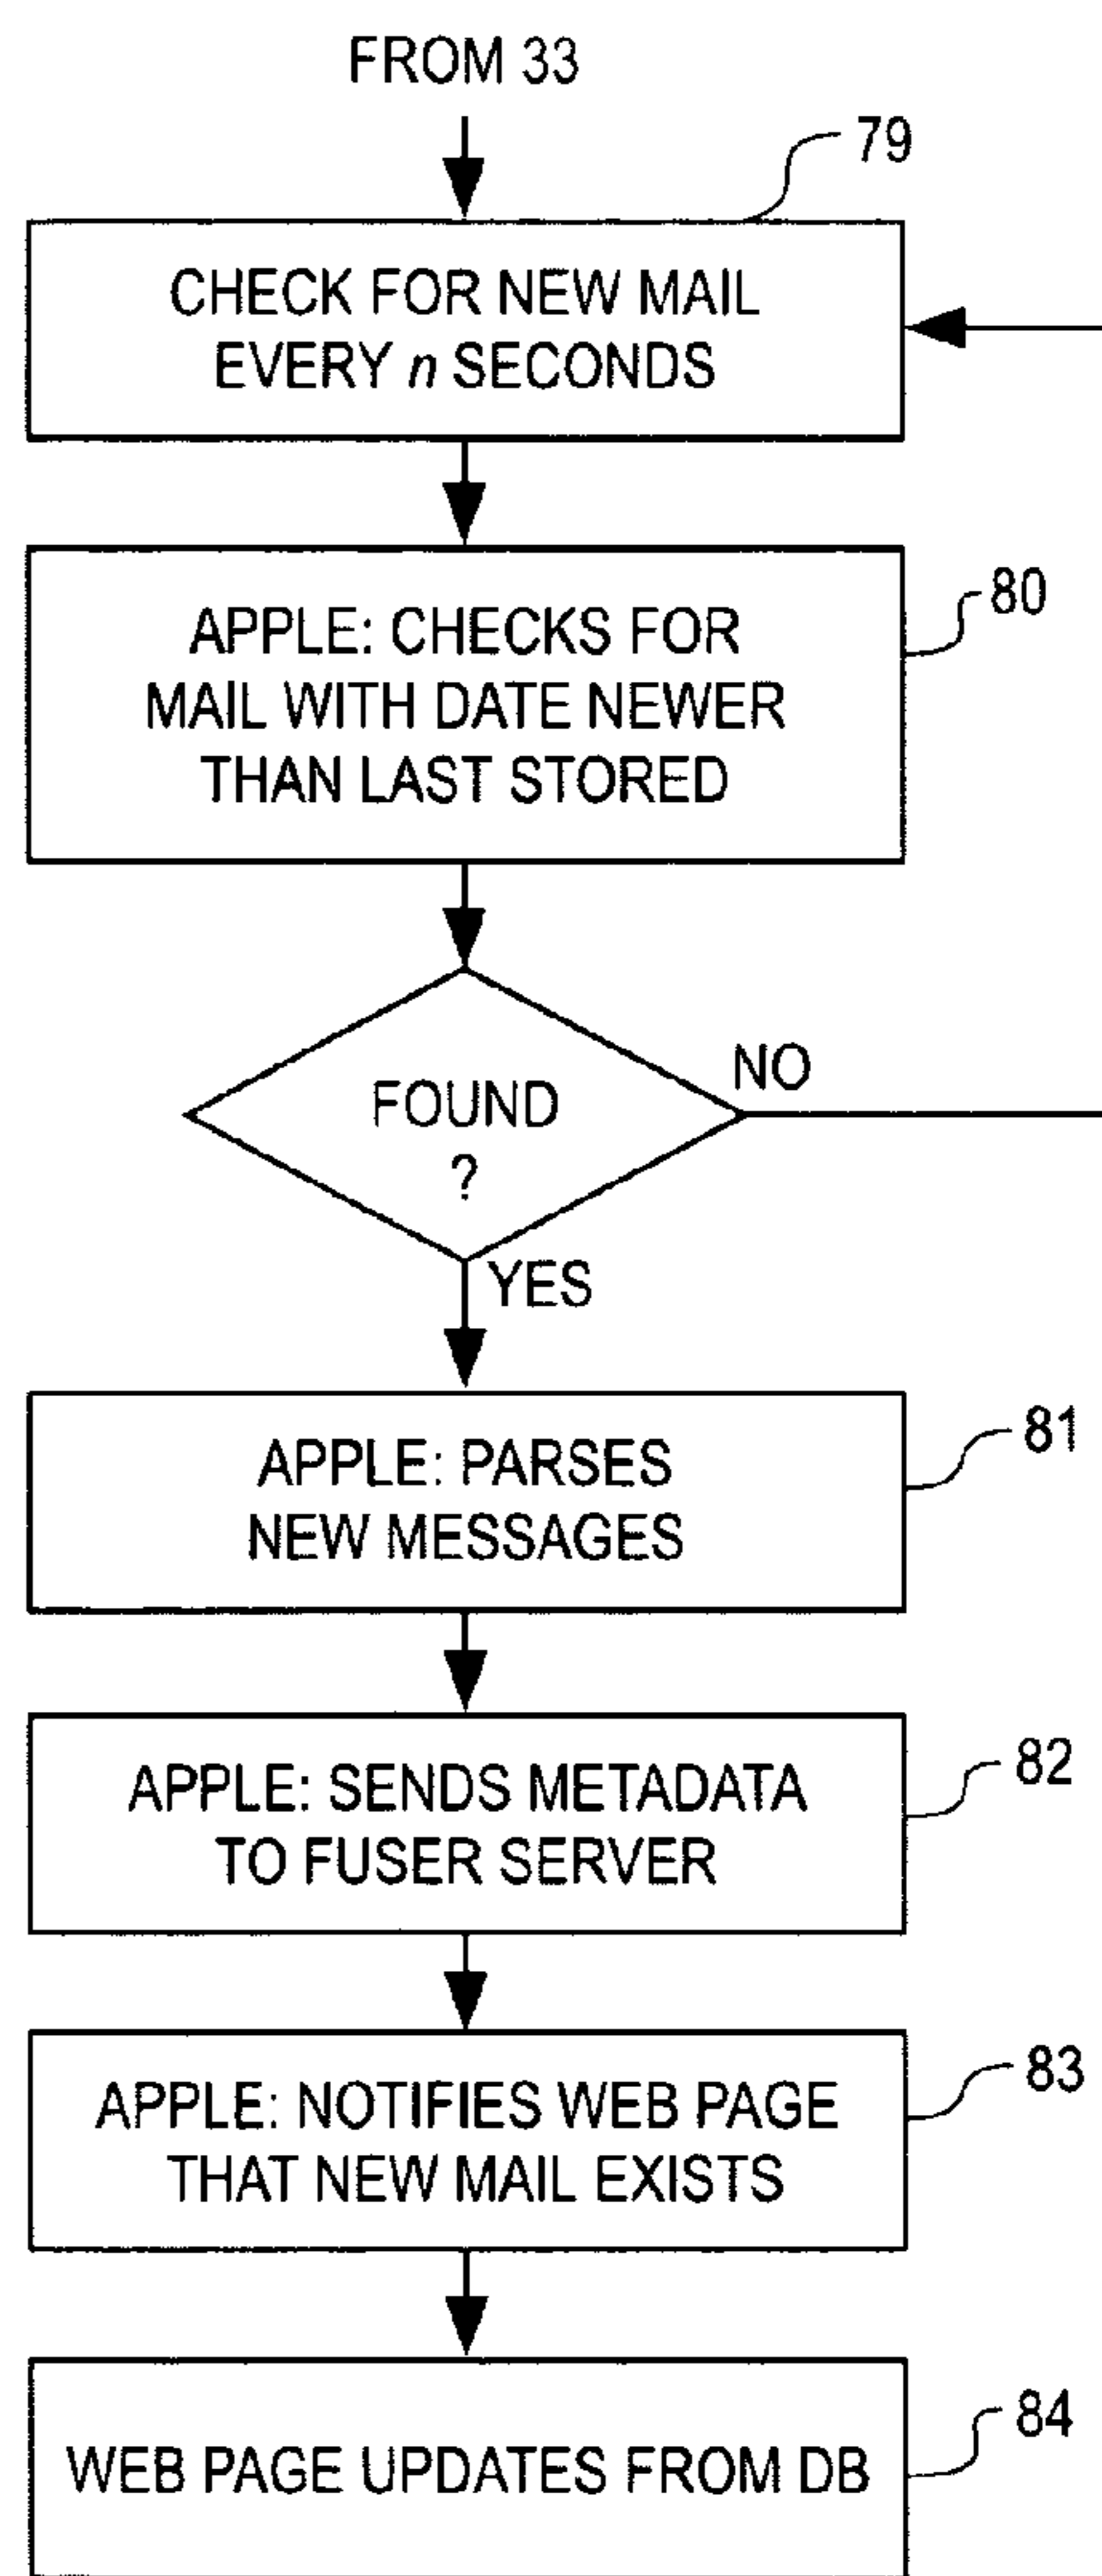 FROM 33
79
CHECK FOR NEW MAIL
EVERY n SECONDS
80
APPLE: CHECKS FOR
MAIL WITH DATE NEWER
THAN LAST STORED
FOUND
?
NO
YES
81
APPLE: PARSES
NEW MESSAGES
82
APPLE: SENDS METADATA
TO FUSER SERVER
83
APPLE: NOTIFIES WEB PAGE
THAT NEW MAIL EXISTS
84
WEB PAGE UPDATES FROM DB